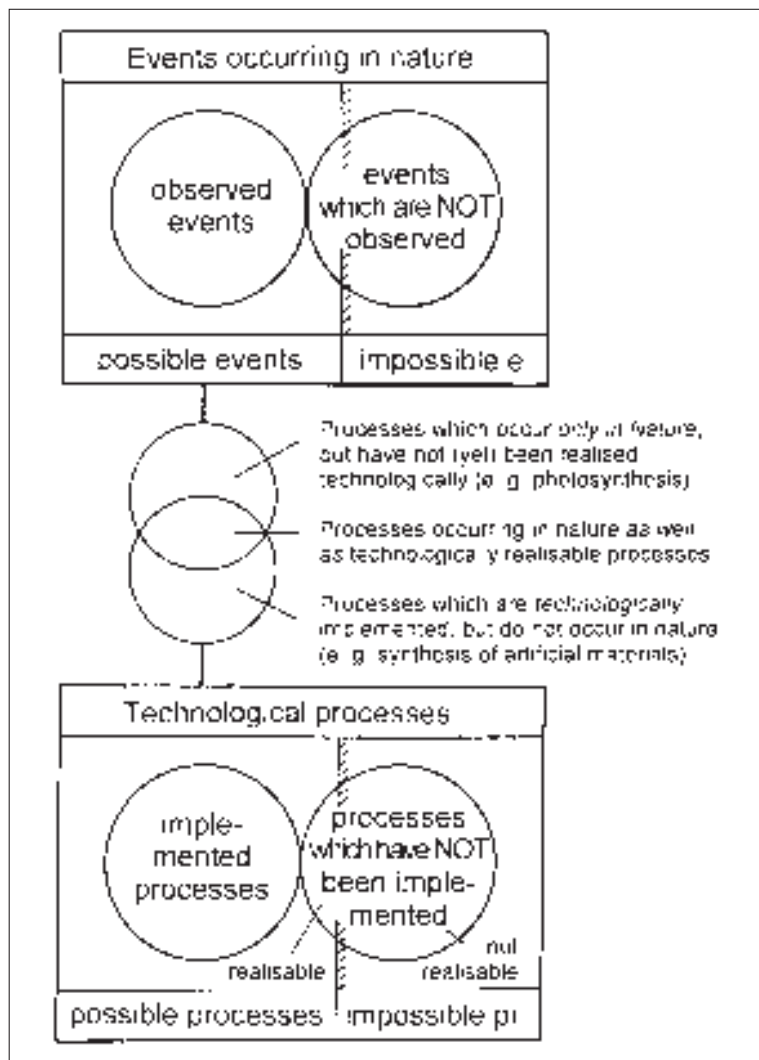 Events occurring in nature
observed
events
events
which are NOT
observed
possible events
impossible e
Processes which occur only in Nature,
but have not (yet) been realised
technologically (e. g. photosynthesis)
Processes occurring in nature as well
as technologically realisable processes
Processes which are technologically
implemented, but do not occur in nature
(e. g. synthesis of artificial materials)
Technological processes
imple-
mented
processes
processes
which have NOT
been imple-
mented
realisable
not
realisable
possible processes
impossible pr